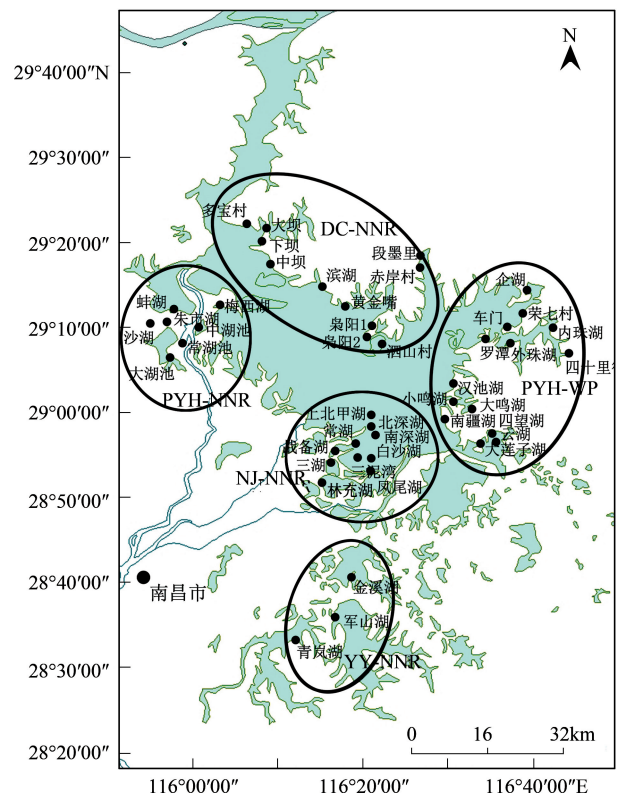 N
29°40′00″N
29°30′00″
29°20′00″
29°10′00″
29°00′00″
28°50′00″
28°40′00″
28°30′00″
28°20′00″
多宝村
大坝
下坝
中坝
DC-NNR
段墨里
赤岸村
滨湖
黄金嘴
枭阳1
枭阳2
泗山村
蚌湖
梅西湖
朱市湖
中湖池
沙湖
常湖池
大湖池
PYH-NNR
企湖
荣七村
车门
内珠湖
罗潭
外珠湖
四十里
PYH-WP
汉池湖
小鸣湖
大鸣湖
南疆湖
四望湖
云湖
大莲子湖
上北甲湖
北深湖
常湖
南深湖
战备湖
白沙湖
三湖
三泥湾
NJ-NNR
林充湖
凤尾湖
南昌市
金溪湖
军山湖
青岚湖
YY-NNR
0 16 32km
116°00′00″
116°20′00″
116°40′00″